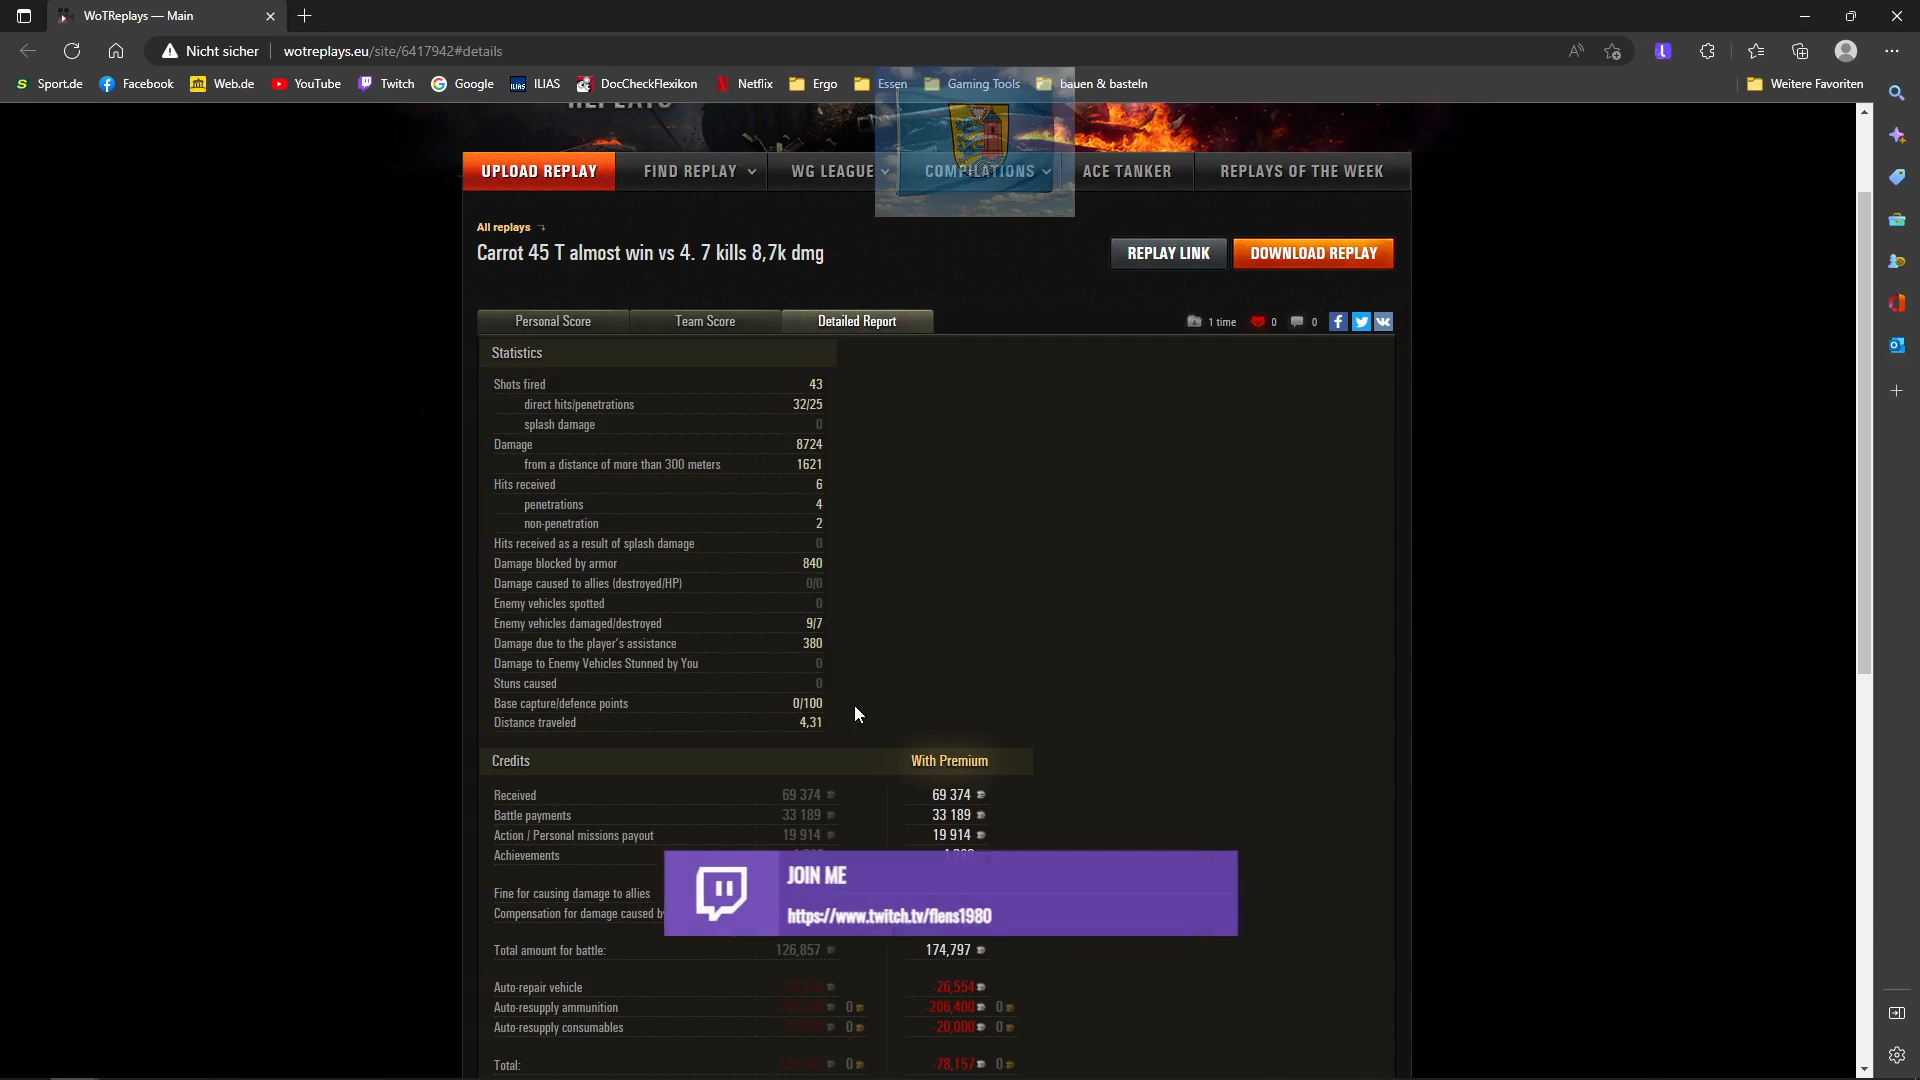 WoTReplays — Main
Nicht sicher
wotreplays.eu/site/6417942#details
Sport.de Facebook Web.de YouTube Twitch Google ILIAS DocCheckFlexikon Netflix Ergo Essen Gaming Tools bauen & basteln Weitere Favoriten
REPLAYS
UPLOAD REPLAY FIND REPLAY WG LEAGUE COMPILATIONS ACE TANKER REPLAYS OF THE WEEK
All replays
Carrot 45 T almost win vs 4. 7 kills 8,7k dmg
REPLAY LINK DOWNLOAD REPLAY
Personal Score Team Score Detailed Report 1 time 0 0
Statistics
Shots fired 43
direct hits/penetrations 32/25
splash damage 0
Damage 8724
from a distance of more than 300 meters 1621
Hits received 6
penetrations 4
non-penetration 2
Hits received as a result of splash damage 0
Damage blocked by armor 840
Damage caused to allies (destroyed/HP) 0/0
Enemy vehicles spotted 0
Enemy vehicles damaged/destroyed 9/7
Damage due to the player's assistance 380
Damage to Enemy Vehicles Stunned by You 0
Stuns caused 0
Base capture/defence points 0/100
Distance traveled 4,31
Credits With Premium
Received 69 374 69 374
Battle payments 33 189 33 189
Action / Personal missions payout 19 914 19 914
Achievements
JOIN ME
Fine for causing damage to allies
Compensation for damage caused
https://www.twitch.tv/flens1980
Total amount for battle: 126,857 174,797
Auto-repair vehicle -26,554
Auto-resupply ammunition 0 -206,400 0
Auto-resupply consumables 0 -20,000 0
Total: 0 -78,157 0